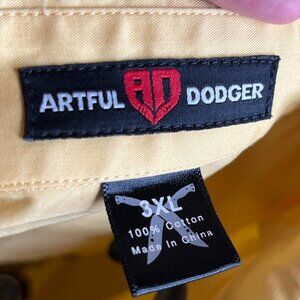 ARTFUL AD DODGER
3XL
100% Cotton
Made in China